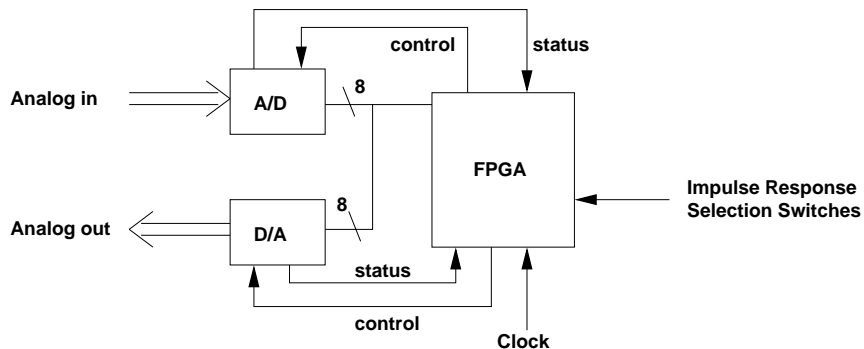 control
status
8
Analog in
A/D
FPGA
Impulse Response
Selection Switches
8
Analog out
D/A
status
control
Clock